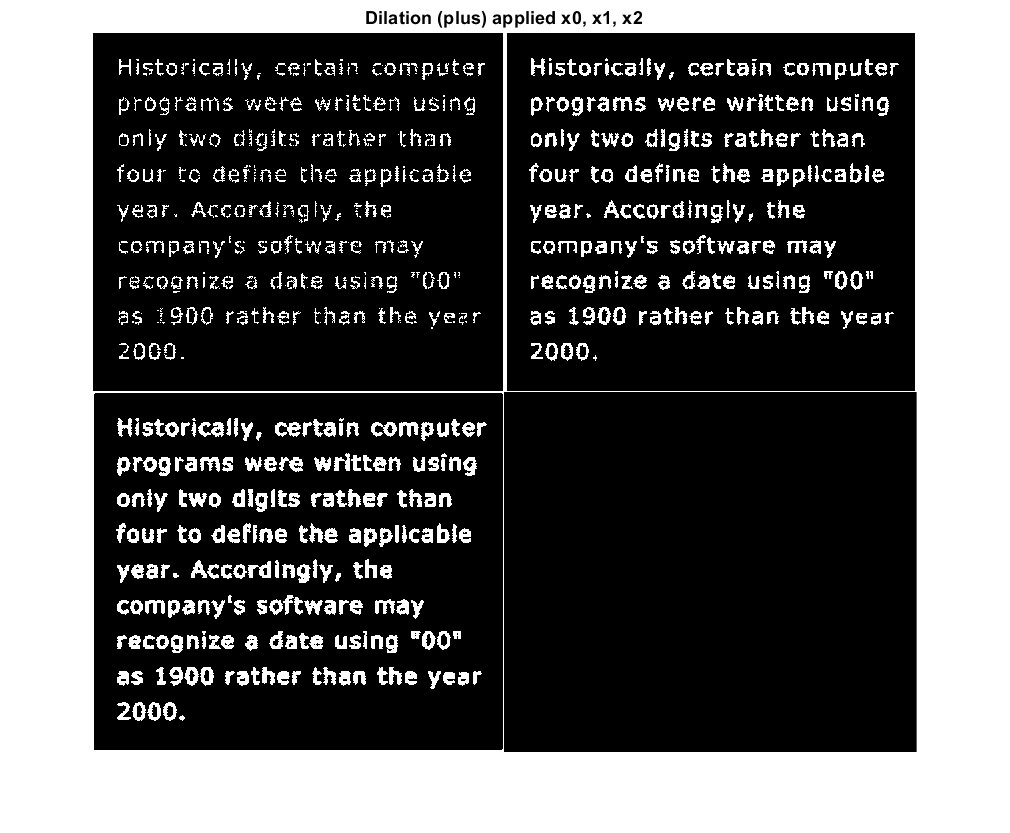 Dilation (plus) applied x0, x1, x2
Historically, certain computer
programs were written using
only two digits rather than
four to define the applicable
year. Accordingly, the
company's software may
recognize a date using "00"
as 1900 rather than the year
2000.
Historically, certain computer
programs were written using
only two digits rather than
four to define the applicable
year. Accordingly, the
company's software may
recognize a date using "00"
as 1900 rather than the year
2000.
Historically, certain computer
programs were written using
only two digits rather than
four to define the applicable
year. Accordingly, the
company's software may
recognize a date using "00"
as 1900 rather than the year
2000.